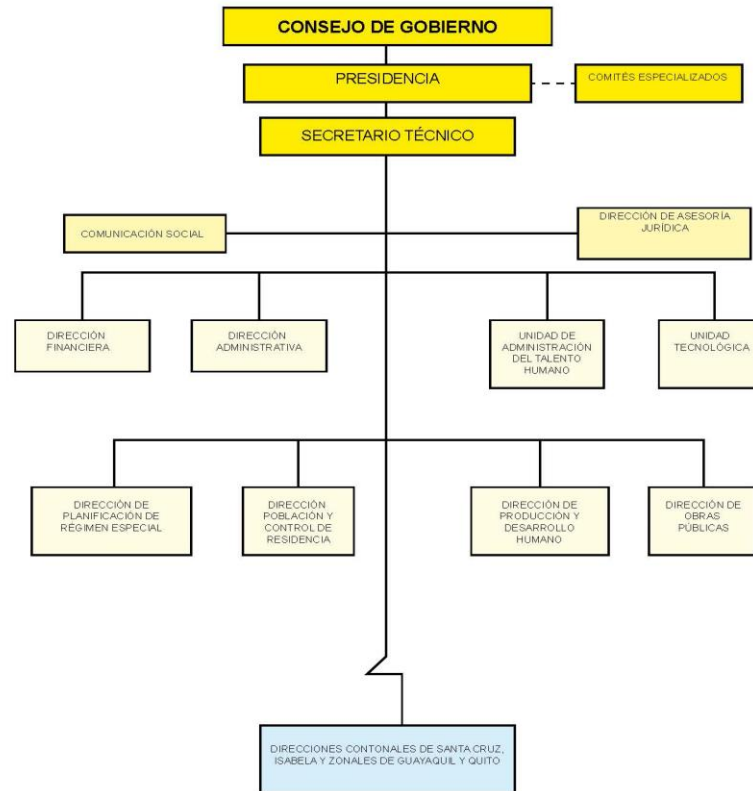 CONSEJO DE GOBIERNO
PRESIDENCIA
COMITÉS ESPECIALIZADOS
SECRETARIO TÉCNICO
COMUNICACIÓN SOCIAL
DIRECCIÓN DE ASESORÍA
JURÍDICA
DIRECCIÓN
FINANCIERA
DIRECCIÓN
ADMINISTRATIVA
UNIDAD DE
ADMINISTRACIÓN
DEL TALENTO
HUMANO
UNIDAD
TECNOLÓGICA
DIRECCIÓN DE
PLANIFICACIÓN DE
RÉGIMEN ESPECIAL
DIRECCIÓN
POBLACIÓN Y
CONTROL DE
RESIDENCIA
DIRECCIÓN DE
PRODUCCIÓN Y
DESARROLLO
HUMANO
DIRECCIÓN DE
OBRAS
PÚBLICAS
DIRECCIONES CONTONALES DE SANTA CRUZ,
ISABELA Y ZONALES DE GUAYAQUIL Y QUITO